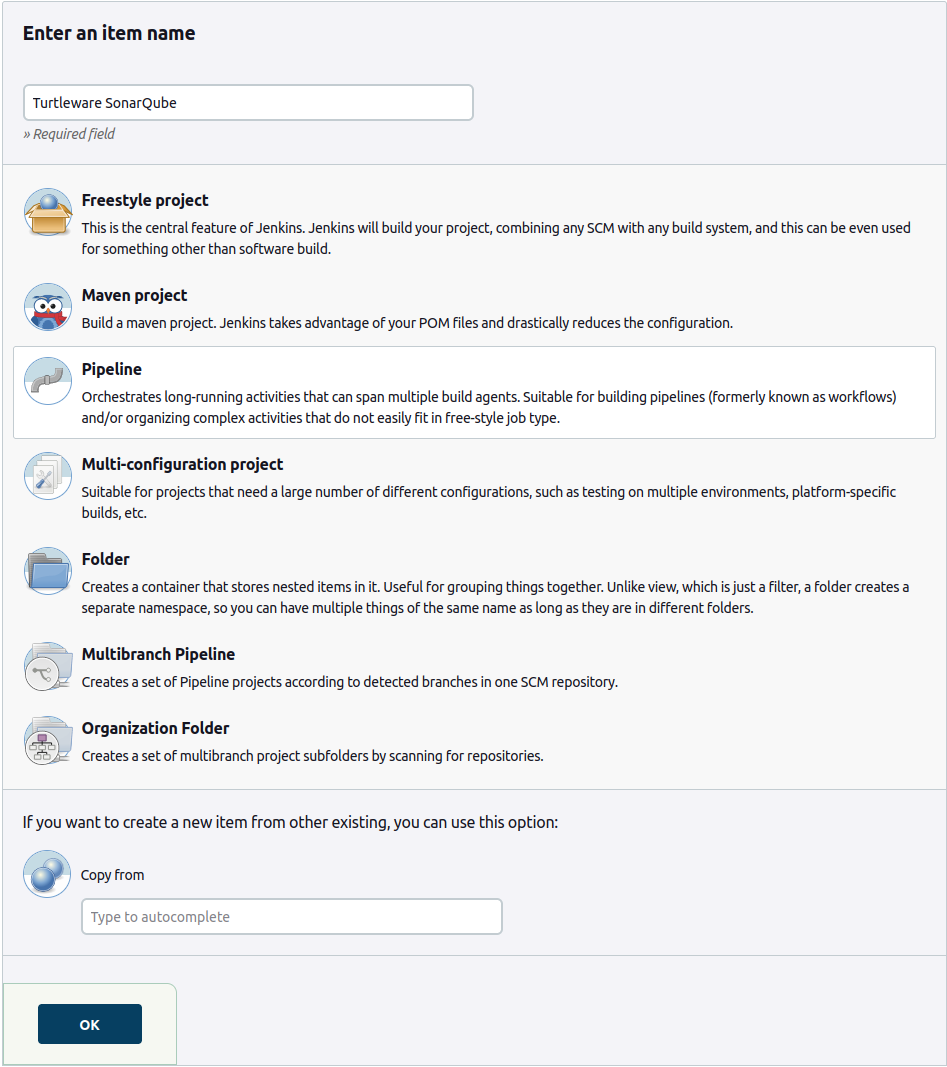 Enter an item name
Turtleware SonarQube
» Required field
Freestyle project
This is the central feature of Jenkins. Jenkins will build your project, combining any SCM with any build system, and this can be even used
for something other than software build.
Maven project
Build a maven project. Jenkins takes advantage of your POM files and drastically reduces the configuration.
Pipeline
Orchestrates long-running activities that can span multiple build agents. Suitable for building pipelines (formerly known as workflows)
and/or organizing complex activities that do not easily fit in free-style job type.
Multi-configuration project
Suitable for projects that need a large number of different configurations, such as testing on multiple environments, platform-specific
builds, etc.
Folder
Creates a container that stores nested items in it. Useful for grouping things together. Unlike view, which is just a filter, a folder creates a
separate namespace, so you can have multiple things of the same name as long as they are in different folders.
Multibranch Pipeline
Creates a set of Pipeline projects according to detected branches in one SCM repository.
Organization Folder
Creates a set of multibranch project subfolders by scanning for repositories.
If you want to create a new item from other existing, you can use this option:
Copy from
Type to autocomplete
OK